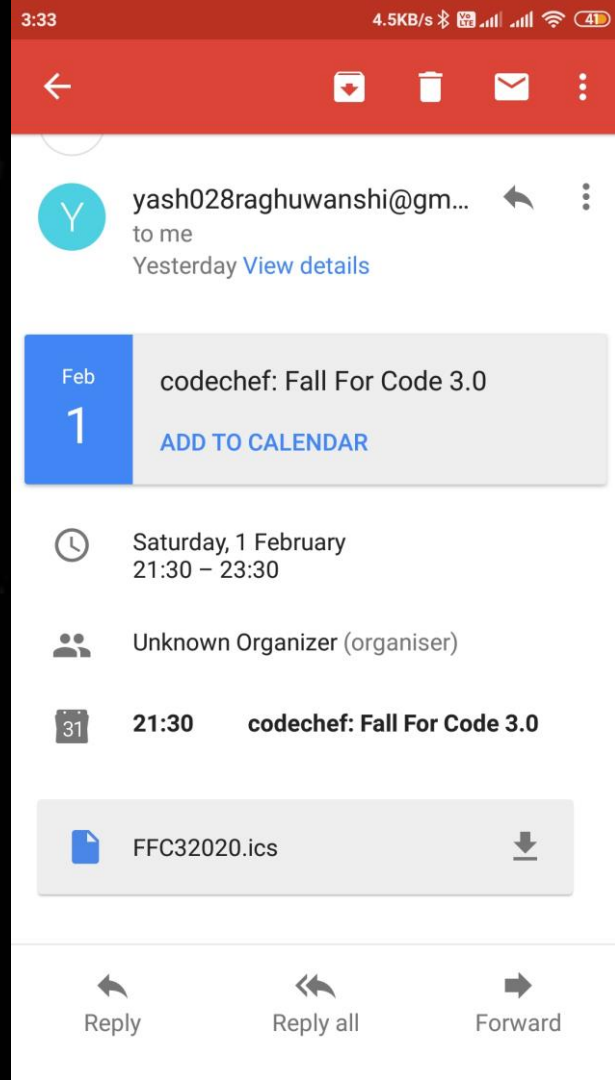 3:33 4.5KB/s Vo LTE 41
Y
yash028raghuwanshi@gm...
to me
Yesterday View details
Feb
1
codechef: Fall For Code 3.0
ADD TO CALENDAR
Saturday, 1 February
21:30 – 23:30
Unknown Organizer (organiser)
31
21:30 codechef: Fall For Code 3.0
FFC32020.ics
Reply Reply all Forward